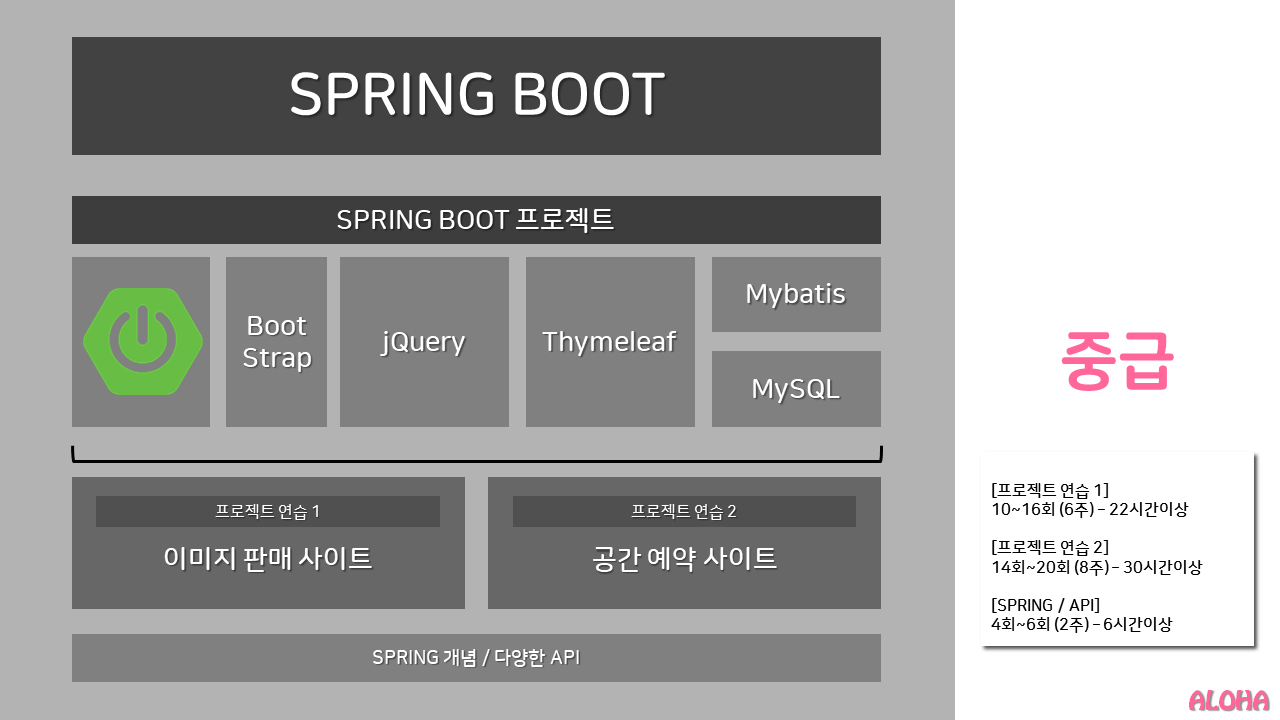 SPRING BOOT
SPRING BOOT 프로젝트
Boot
Strap
jQuery
Thymeleaf
Mybatis
MySQL
프로젝트 연습 1
이미지 판매 사이트
프로젝트 연습 2
공간 예약 사이트
SPRING 개념 / 다양한 API
중급
[프로젝트 연습 1]
10~16회 (6주) – 22시간이상
[프로젝트 연습 2]
14회~20회 (8주) – 30시간이상
[SPRING / API]
4회~6회 (2주) – 6시간이상
ALOHA